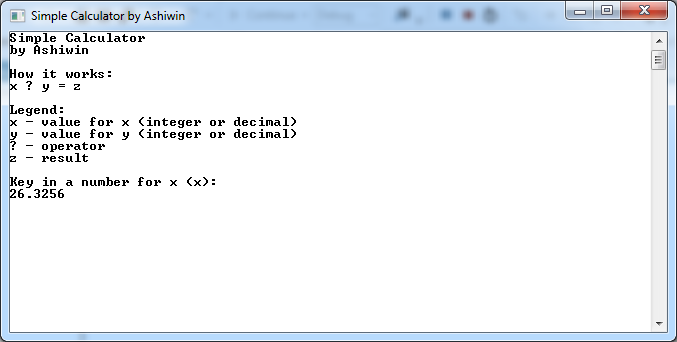 Simple Calculator by Ashiwin
Simple Calculator
by Ashiwin
How it works:
x ? y = z
Legend:
x - value for x (integer or decimal)
y - value for y (integer or decimal)
? - operator
z - result
Key in a number for x (x):
26.3256